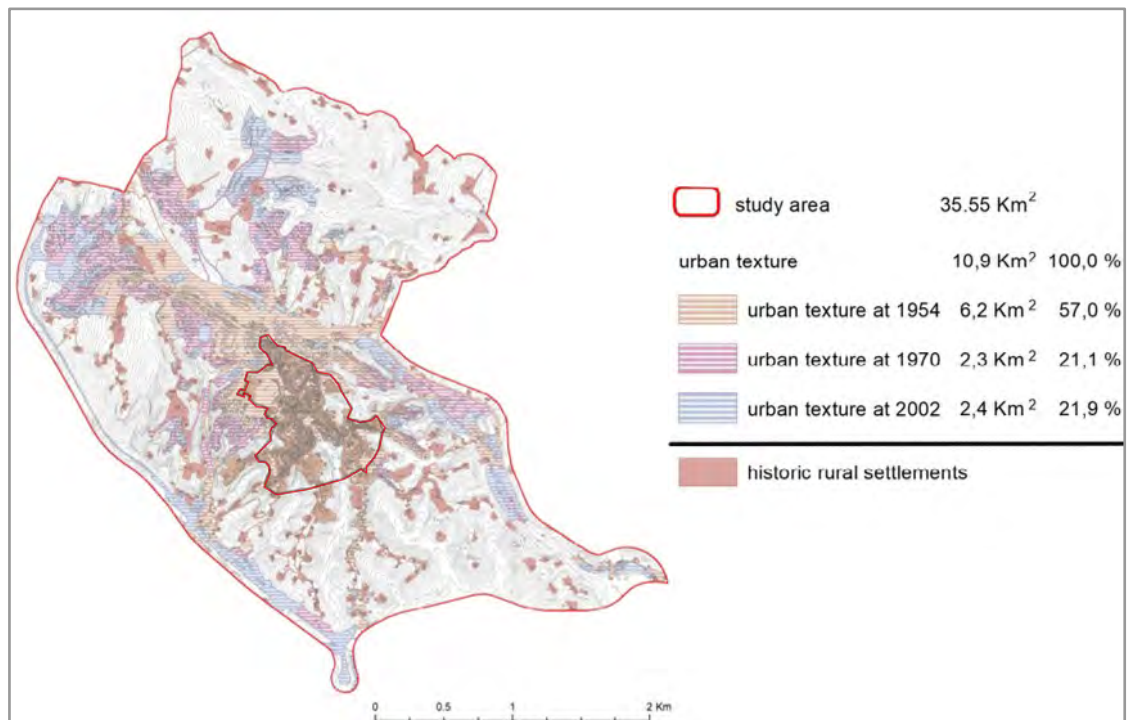 study area 35.55 Km²
urban texture 10,9 Km² 100,0 %
urban texture at 1954 6,2 Km² 57,0 %
urban texture at 1970 2,3 Km² 21,1 %
urban texture at 2002 2,4 Km² 21,9 %
historic rural settlements
0 0.5 1 2 Km